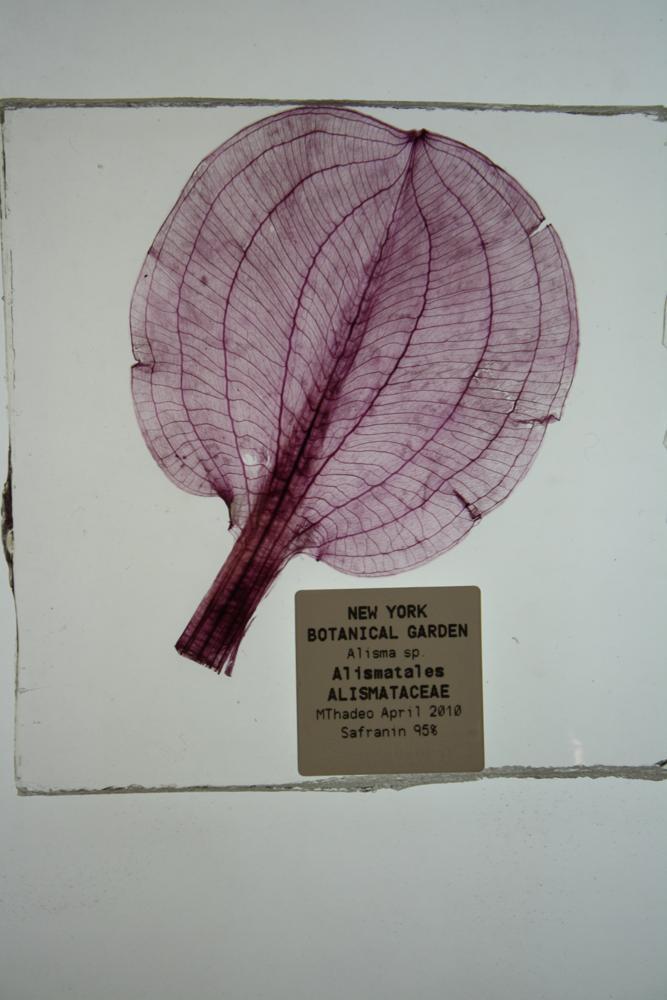 NEW YORK
BOTANICAL GARDEN
Alisma sp.
Alismatales
ALISMATACEAE
MThadeo April 2010
Safranin 95%